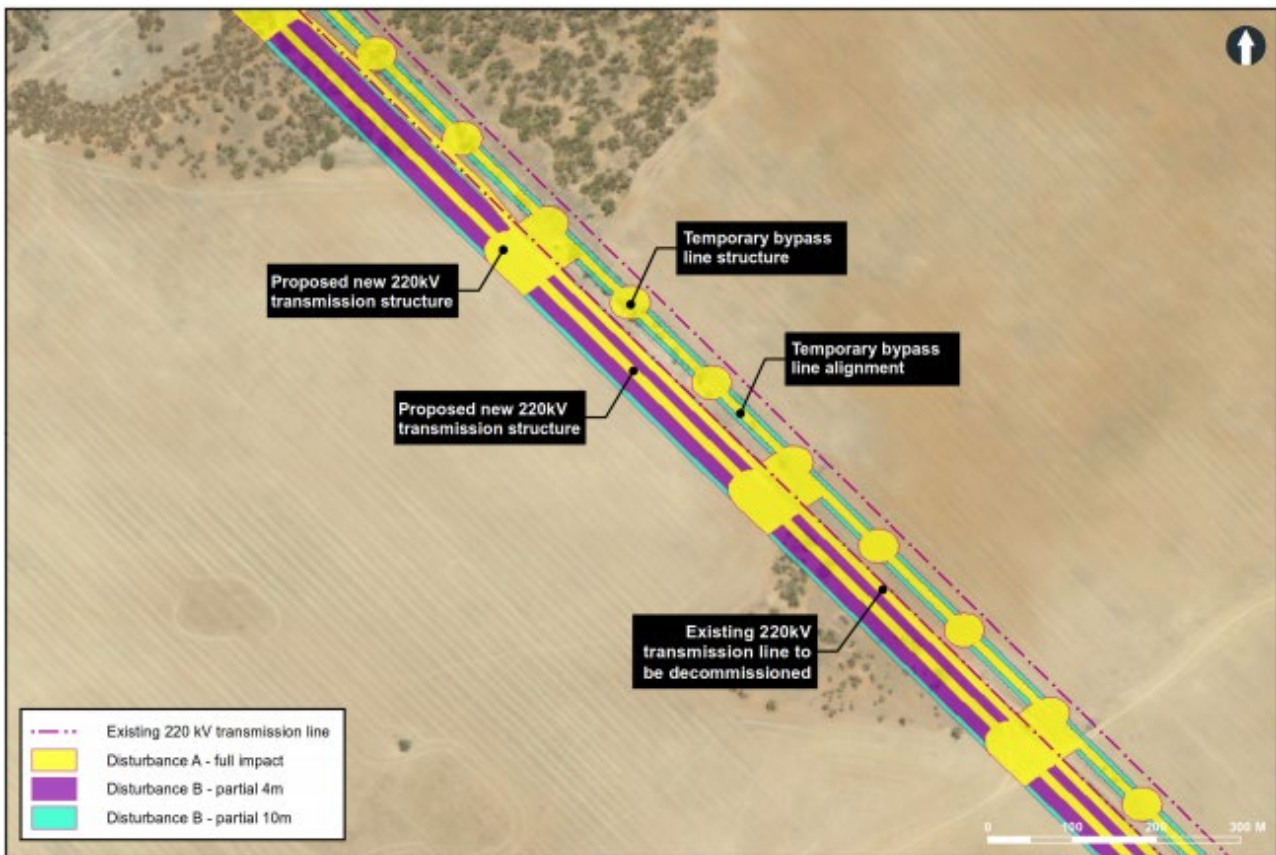 Temporary bypass
line structure
Proposed new 220kV
transmission structure
Temporary bypass
line alignment
Proposed new 220kV
transmission structure
Existing 220kV
transmission line to
be decommissioned
Existing 220 kV transmission line
Disturbance A - full impact
Disturbance B - partial 4m
Disturbance B - partial 10m
0 100 200 300 M